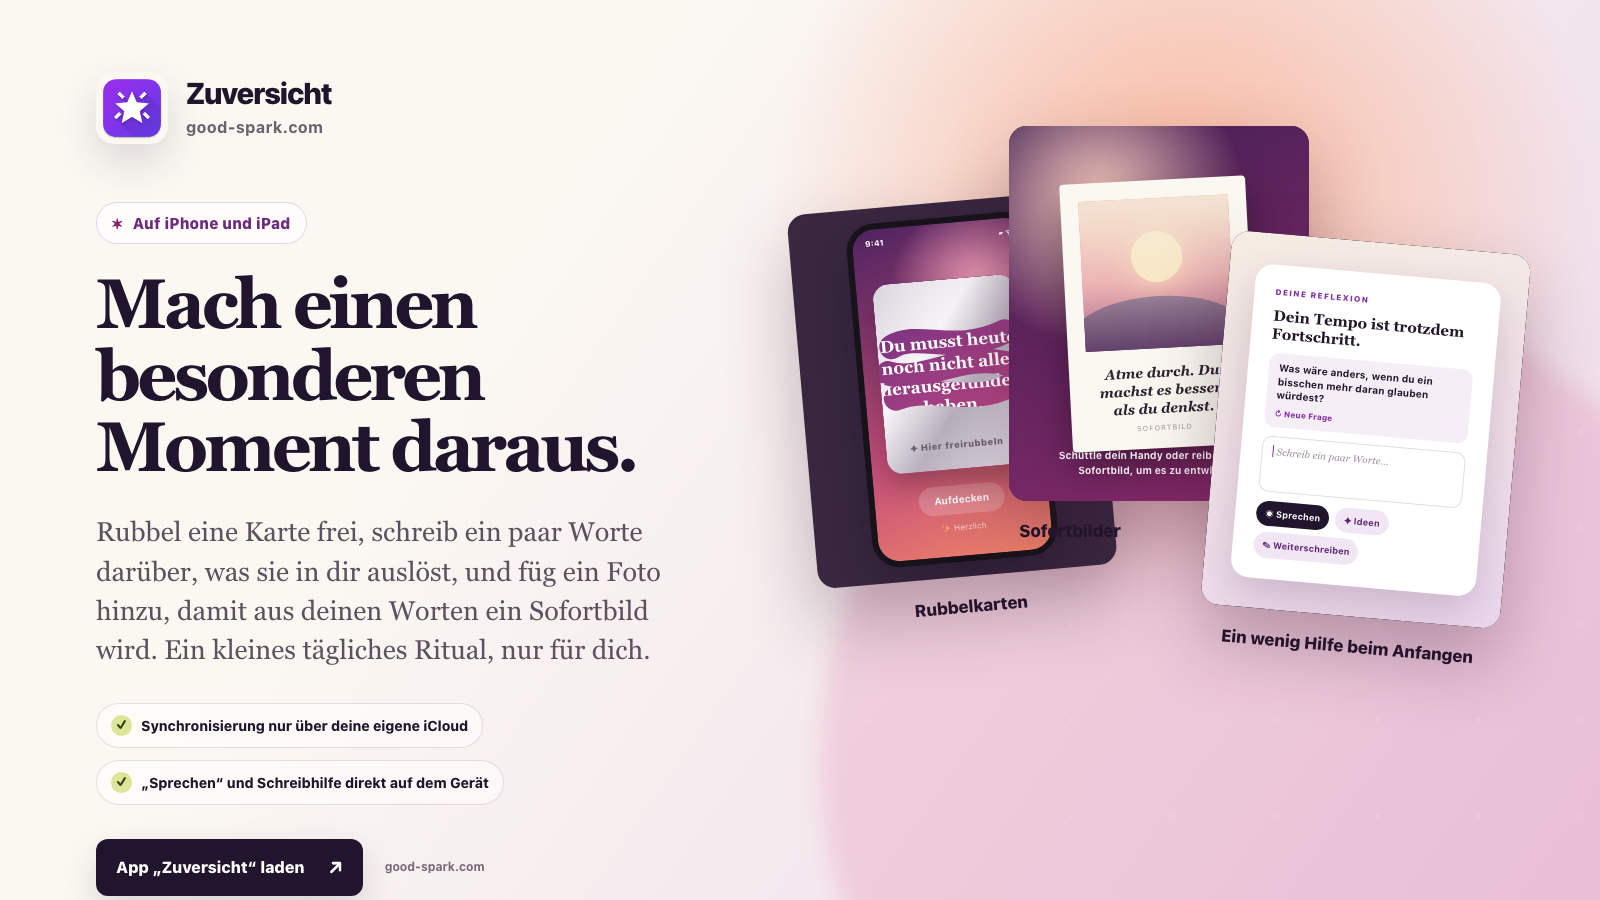 Zuversicht
good-spark.com
Auf iPhone und iPad
Mach einen
besonderen
Moment daraus.
Rubbel eine Karte frei, schreib ein paar Worte
darüber, was sie in dir auslöst, und füg ein Foto
hinzu, damit aus deinen Worten ein Sofortbild
wird. Ein kleines tägliches Ritual, nur für dich.
Synchronisierung nur über deine eigene iCloud
„Sprechen“ und Schreibhilfe direkt auf dem Gerät
App „Zuversicht“ laden
good-spark.com
9:41
Du musst heute
noch nicht alle
herausgefunde
haben
Hier freirubbeln
Aufdecken
Herzlich
Rubbelkarten
Atme durch. Du
machst es besser,
als du denkst.
SOFORTBILD
Schüttle dein Handy oder reib
Sofortbild, um es zu entwi
Sofortbilder
DEINE REFLEXION
Dein Tempo ist trotzdem
Fortschritt.
Was wäre anders, wenn du ein
bisschen mehr daran glauben
würdest?
Neue Frage
Schreib ein paar Worte...
Sprechen
Ideen
Weiterschreiben
Ein wenig Hilfe beim Anfangen